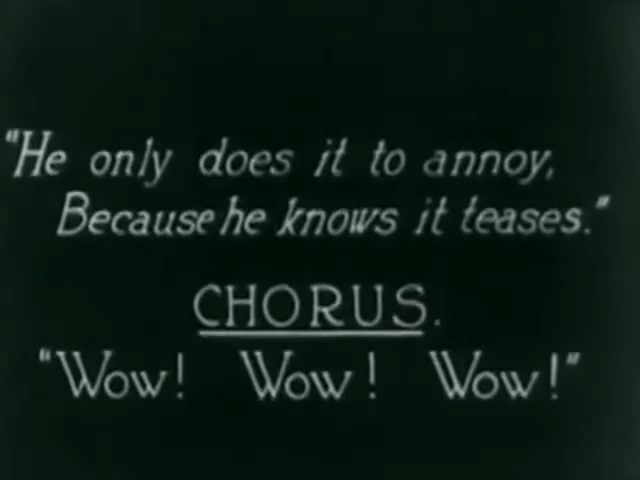 "He only does it to annoy,
Because he knows it teases."
CHORUS.
"Wow! Wow! Wow!"